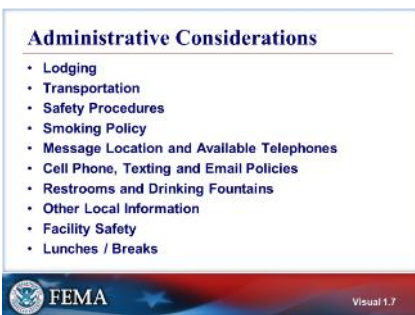 Administrative Considerations
• Lodging
• Transportation
• Safety Procedures
• Smoking Policy
• Message Location and Available Telephones
• Cell Phone, Texting and Email Policies
• Restrooms and Drinking Fountains
• Other Local Information
• Facility Safety
• Lunches / Breaks
FEMA
Visual 1.7